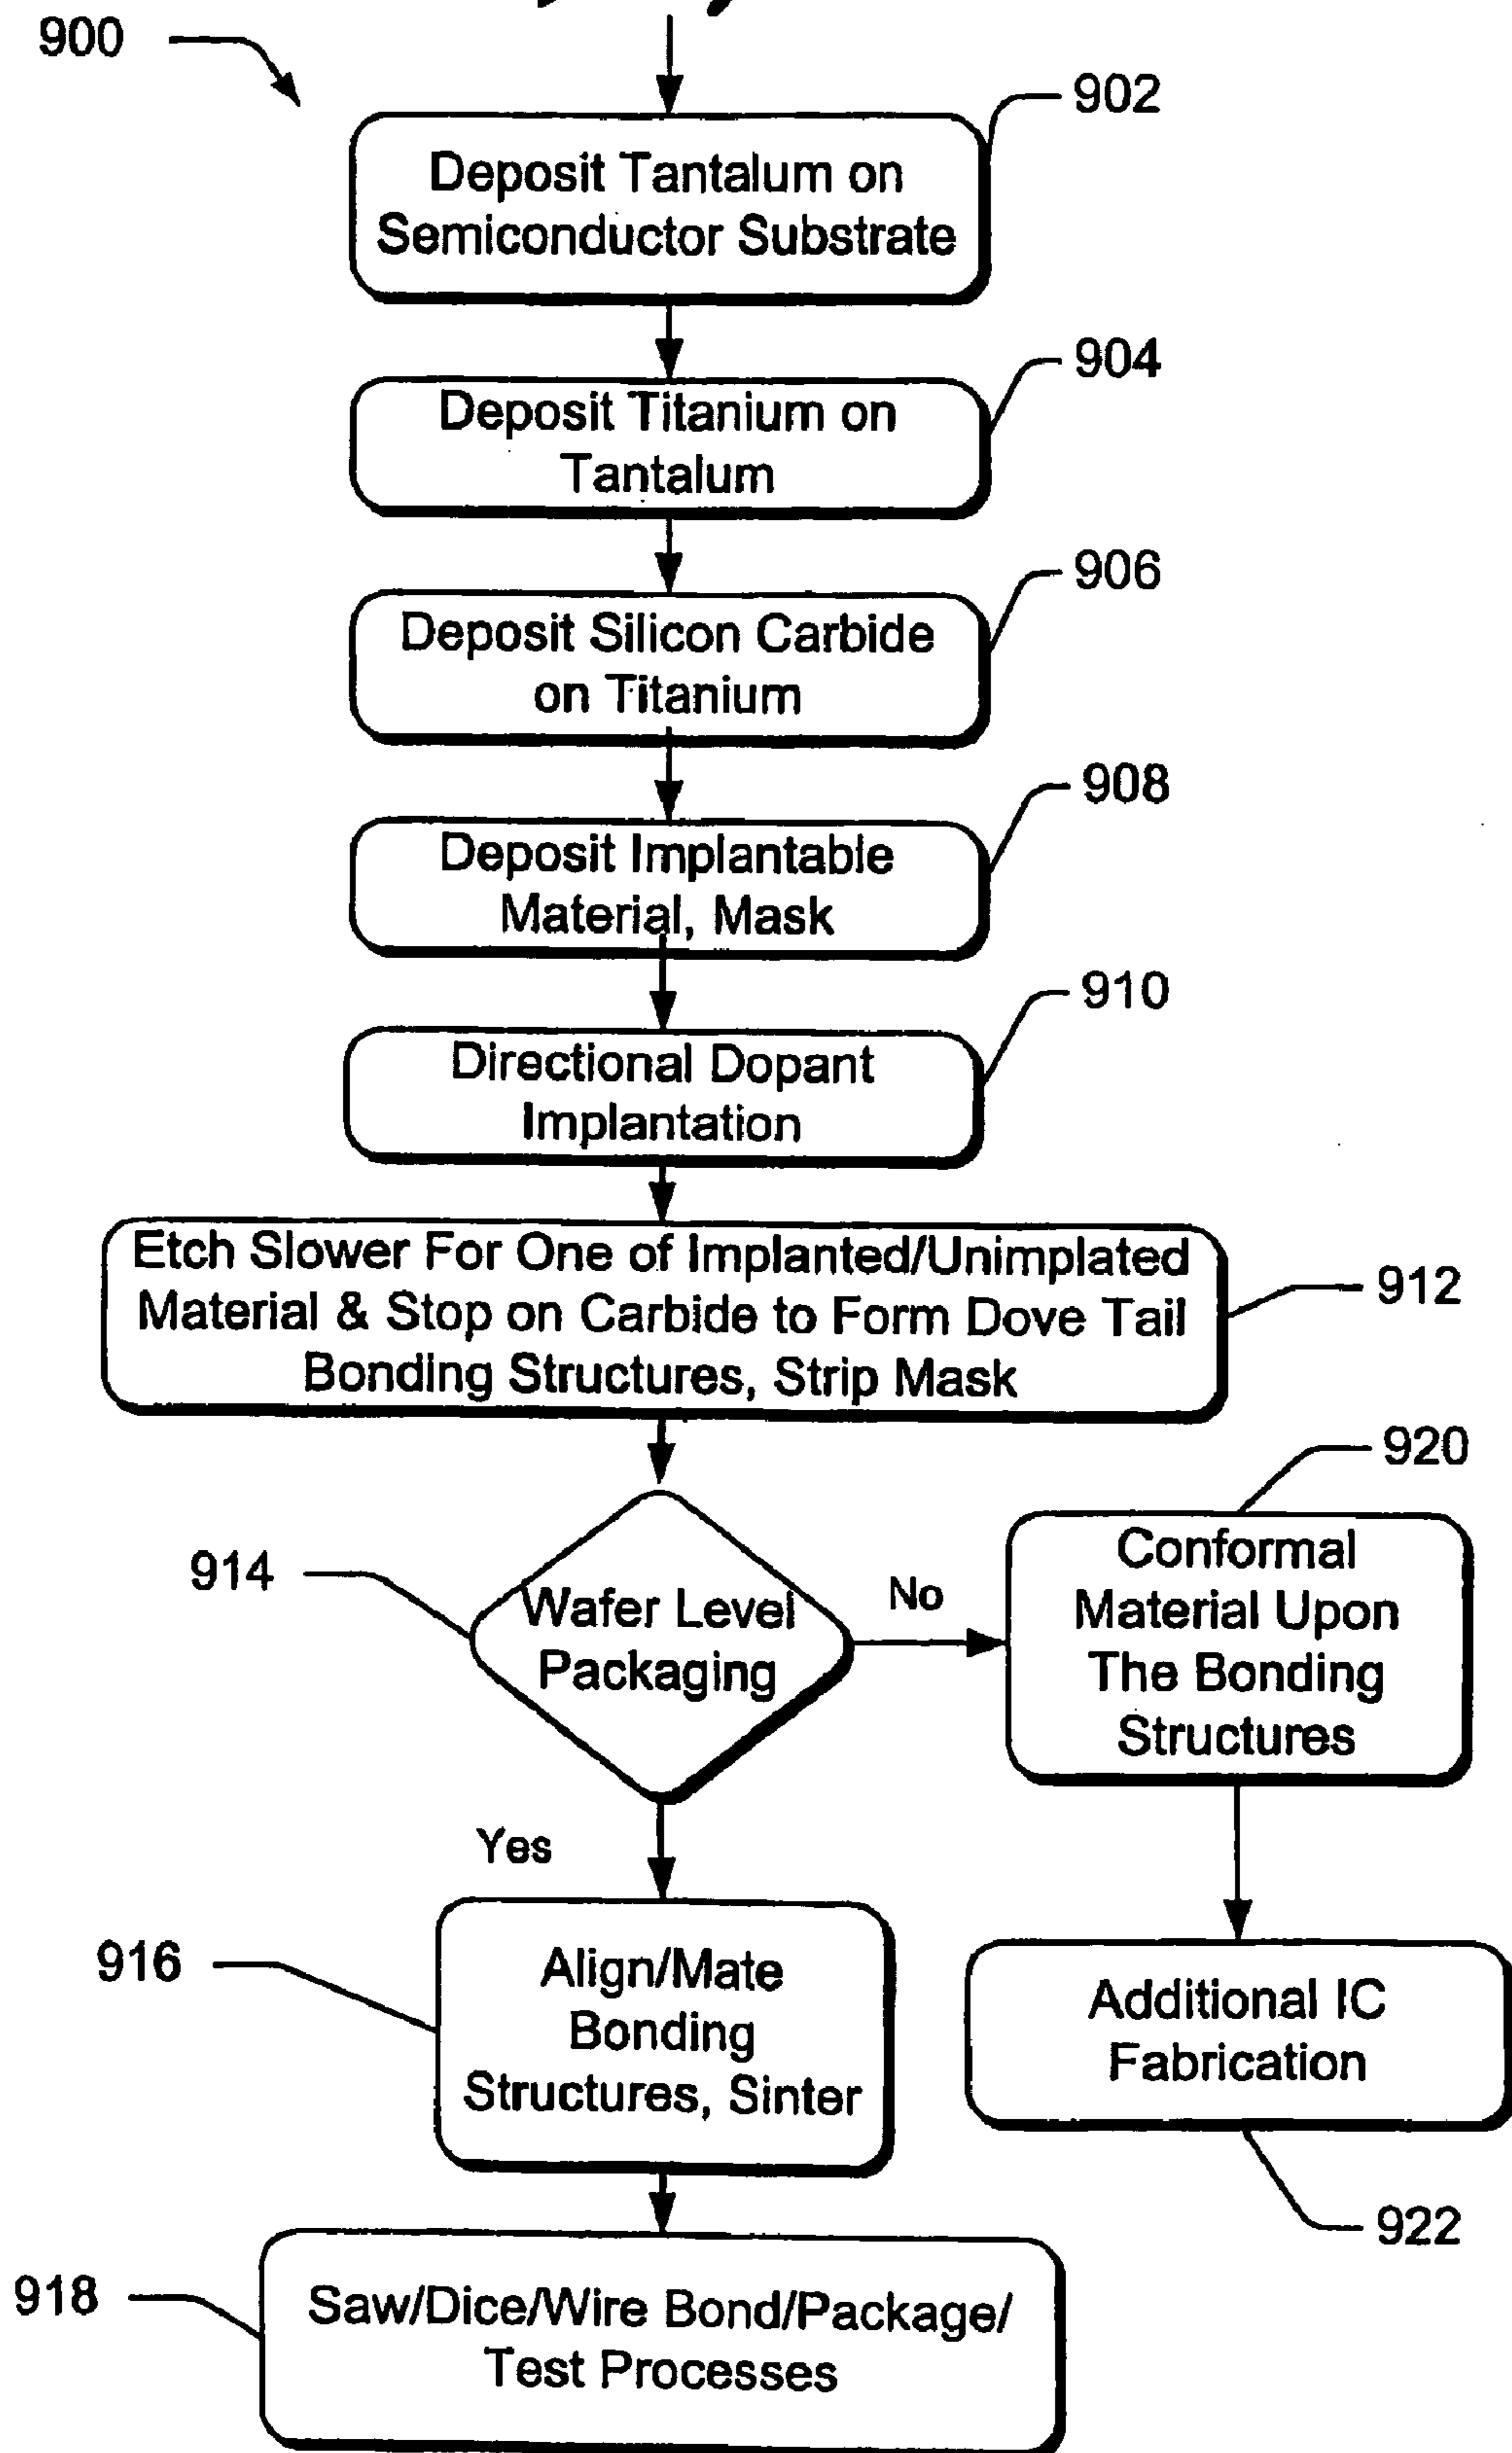 900
902
Deposit Tantalum on
Semiconductor Substrate
904
Deposit Titanium on
Tantalum
906
Deposit Silicon Carbide
on Titanium
908
Deposit Implantable
Material, Mask
910
Directional Dopant
Implantation
Etch Slower For One of Implanted/Unimplated
Material & Stop on Carbide to Form Dove Tail
Bonding Structures, Strip Mask
912
914
Wafer Level
Packaging
No
Yes
920
Conformal
Material Upon
The Bonding
Structures
916
Align/Mate
Bonding
Structures, Sinter
Additional IC
Fabrication
922
918
Saw/Dice/Wire Bond/Package/
Test Processes